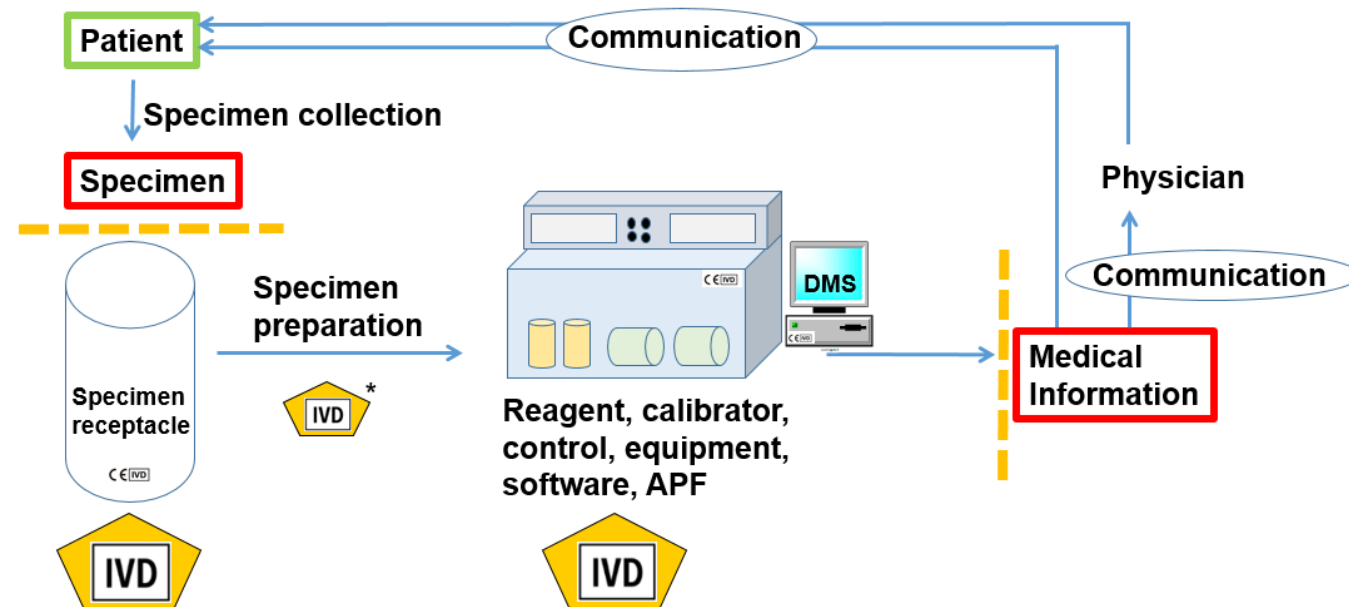 Patient
Communication
Specimen collection
Specimen
Physician
Communication
Specimen
preparation
IVD
*
Specimen
receptacle
CE IVD
CE IVD
DMS
CE IVD
Reagent, calibrator,
control, equipment,
software, APF
Medical
Information
IVD
IVD